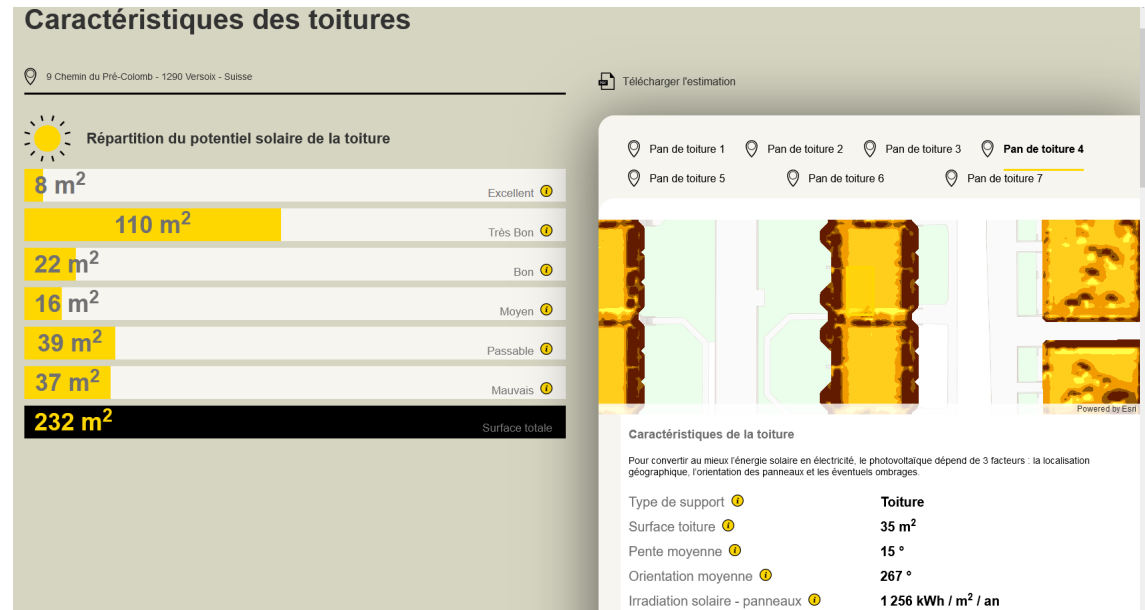 Caractéristiques des toitures
9 Chemin du Pré-Colomb - 1290 Versoix - Suisse
Télécharger l'estimation
Répartition du potentiel solaire de la toiture
8 m²
Excellent
110 m²
Très Bon
22 m²
Bon
16 m²
Moyen
39 m²
Passable
37 m²
Mauvais
232 m²
Surface totale
Pan de toiture 1 Pan de toiture 2 Pan de toiture 3 Pan de toiture 4
Pan de toiture 5 Pan de toiture 6 Pan de toiture 7
Powered by Esri
Caractéristiques de la toiture
Pour convertir au mieux l'énergie solaire en électricité, le photovoltaïque dépend de 3 facteurs : la localisation
géographique, l'orientation des panneaux et les éventuels ombrages.
Type de support Toiture
Surface toiture 35 m²
Pente moyenne 15 °
Orientation moyenne 267 °
Irradiation solaire - panneaux 1 256 kWh / m² / an